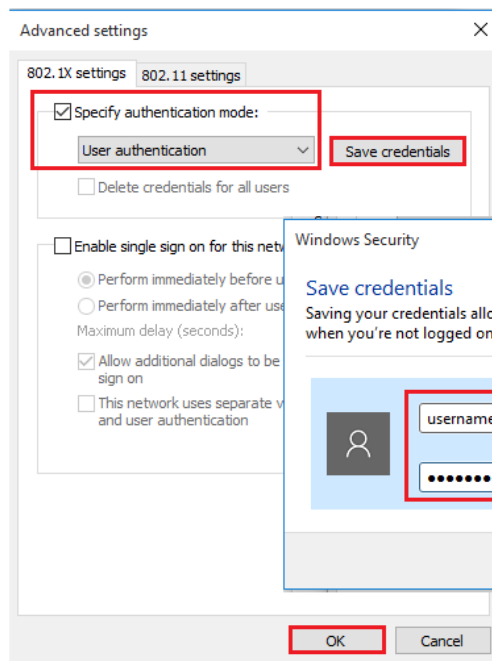 Advanced settings
802.1X settings
802.11 settings
Specify authentication mode:
User authentication
Save credentials
Delete credentials for all users
Enable single sign on for this
Perform immediately before
Perform immediately after
Maximum delay (seconds):
Allow additional dialogs to be
sign on
This network uses separate
and user authentication
Windows Security
Save credentials
Saving your credentials
when you're not logged on
username
OK
Cancel